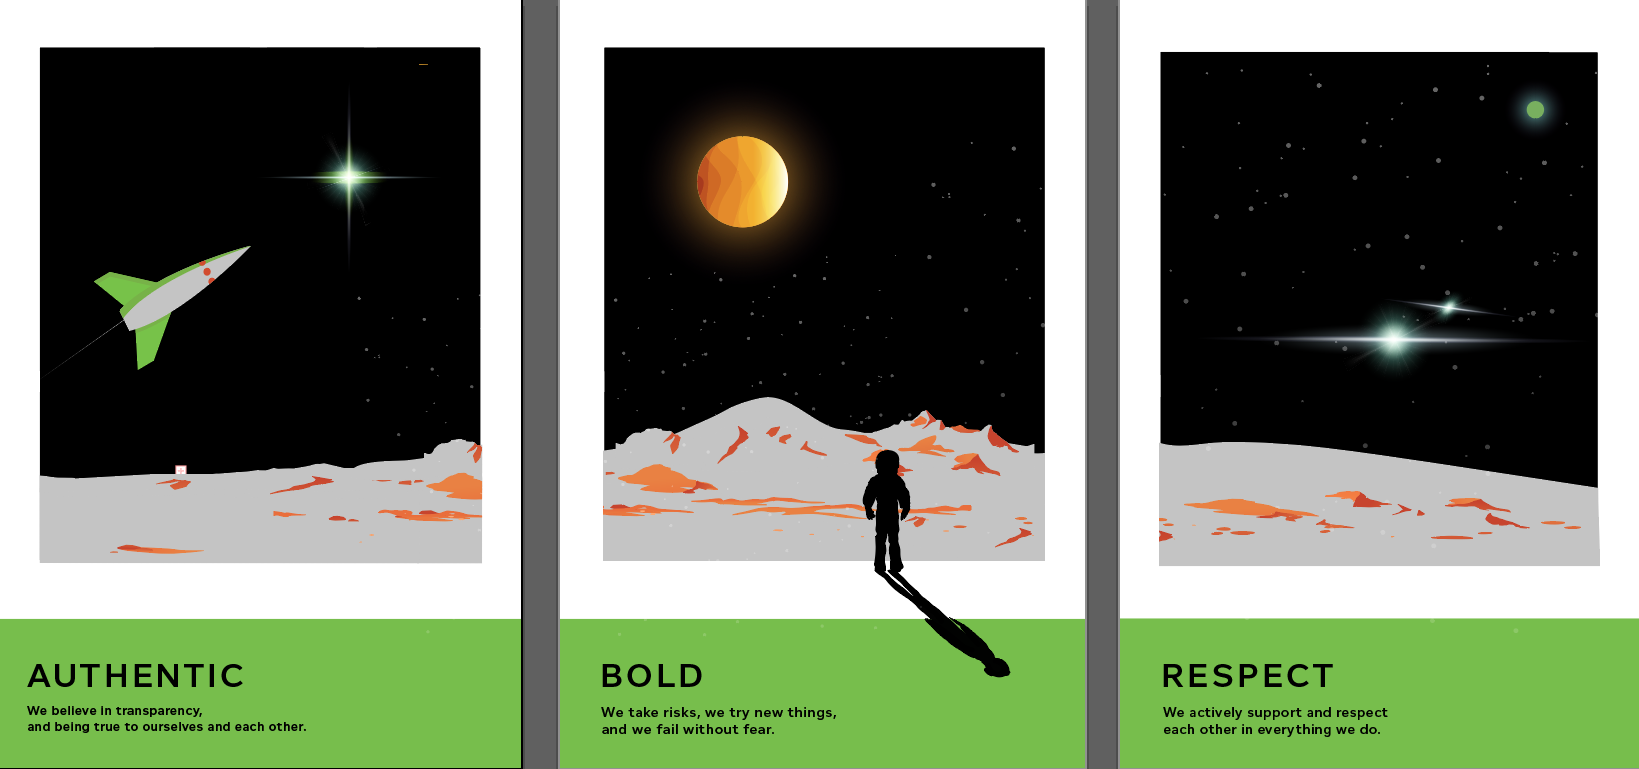 AUTHENTIC
We believe in transparency,
and being true to ourselves and each other.
BOLD
We take risks, we try new things,
and we fail without fear.
RESPECT
We actively support and respect
each other in everything we do.